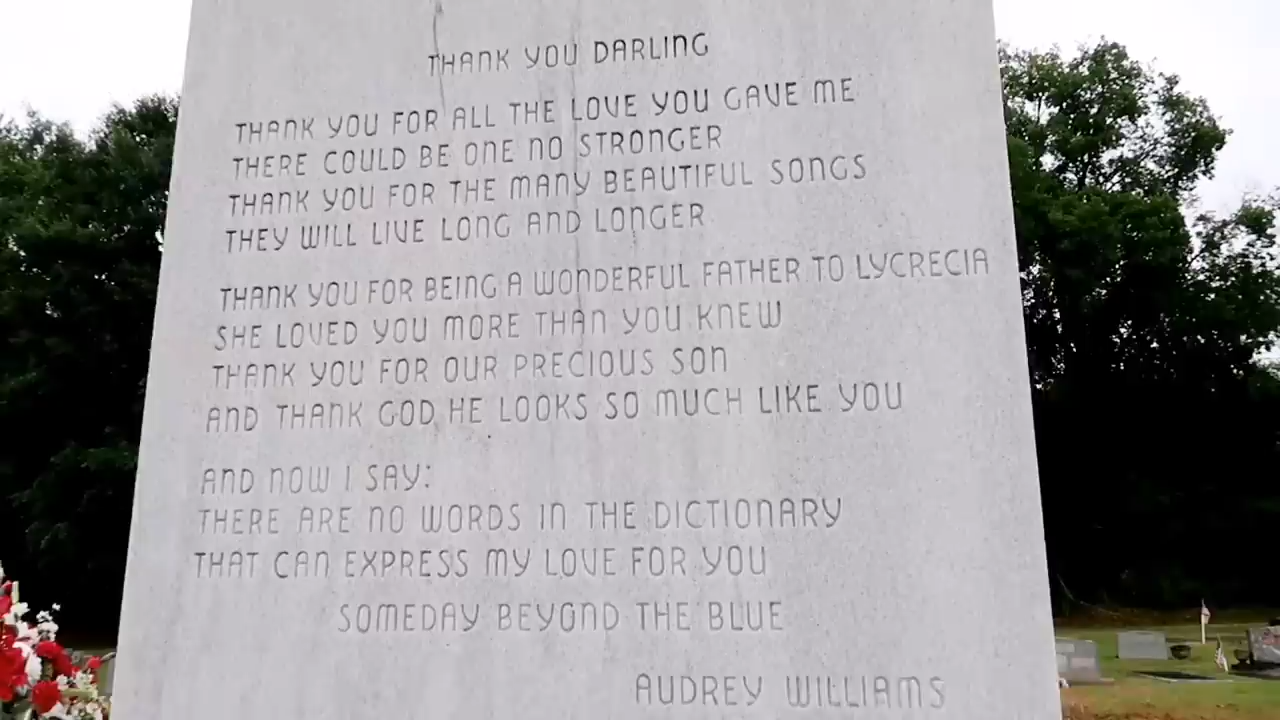 THANK YOU DARLING
THANK YOU FOR ALL THE LOVE YOU GAVE ME
THERE COULD BE ONE NO STRONGER
THANK YOU FOR THE MANY BEAUTIFUL SONGS
THEY WILL LIVE LONG AND LONGER
THANK YOU FOR BEING A WONDERFUL FATHER TO LYCRECIA
SHE LOVED YOU MORE THAN YOU KNEW
THANK YOU FOR OUR PRECIOUS SON
AND THANK GOD HE LOOKS SO MUCH LIKE YOU
AND NOW I SAY:
THERE ARE NO WORDS IN THE DICTIONARY
THAT CAN EXPRESS MY LOVE FOR YOU
SOMEDAY BEYOND THE BLUE
AUDREY WILLIAMS